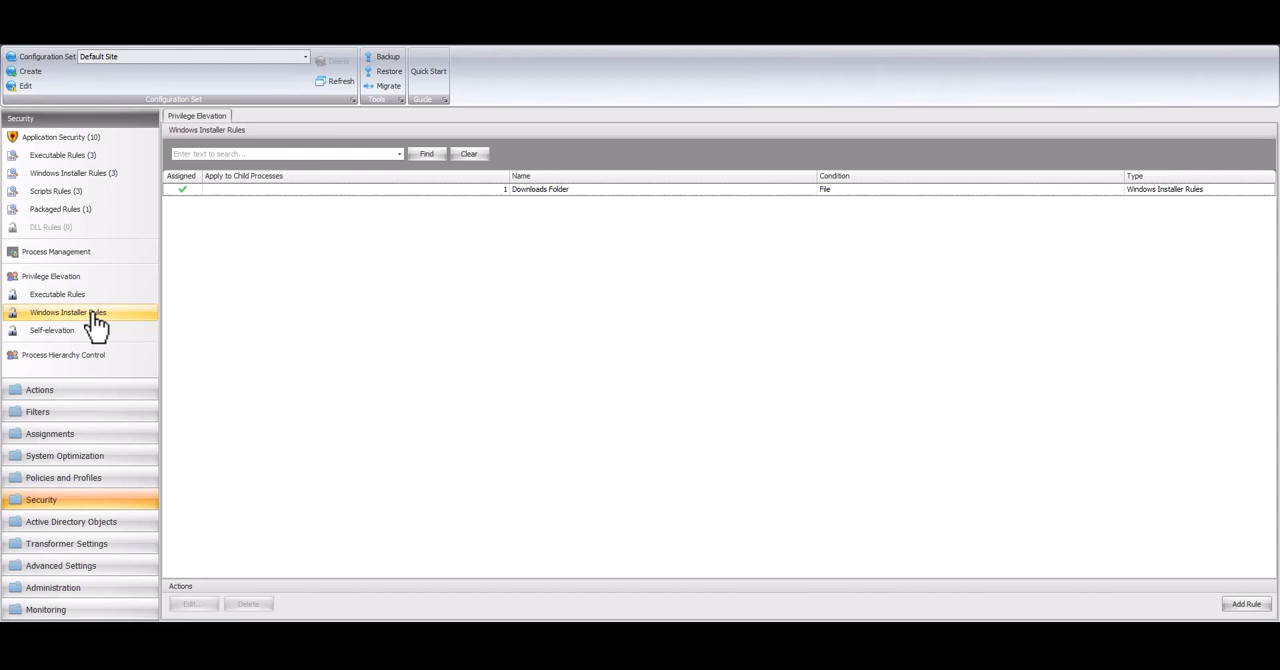 Configuration Set Default Site
Create
Edit
Delete
Refresh
Configuration Set
Backup
Restore
Migrate
Tools
Quick Start
Guide
Security
Application Security (10)
Executable Rules (3)
Windows Installer Rules (3)
Scripts Rules (3)
Packaged Rules (1)
DLL Rules (0)
Process Management
Privilege Elevation
Executable Rules
Windows Installer Rules
Self-elevation
Process Hierarchy Control
Actions
Filters
Assignments
System Optimization
Policies and Profiles
Security
Active Directory Objects
Transformer Settings
Advanced Settings
Administration
Monitoring
Privilege Elevation
Windows Installer Rules
Enter text to search...
Find
Clear
Assigned Apply to Child Processes Name Condition Type
1 Downloads Folder File Windows Installer Rules
Actions
Edit...
Delete
Add Rule